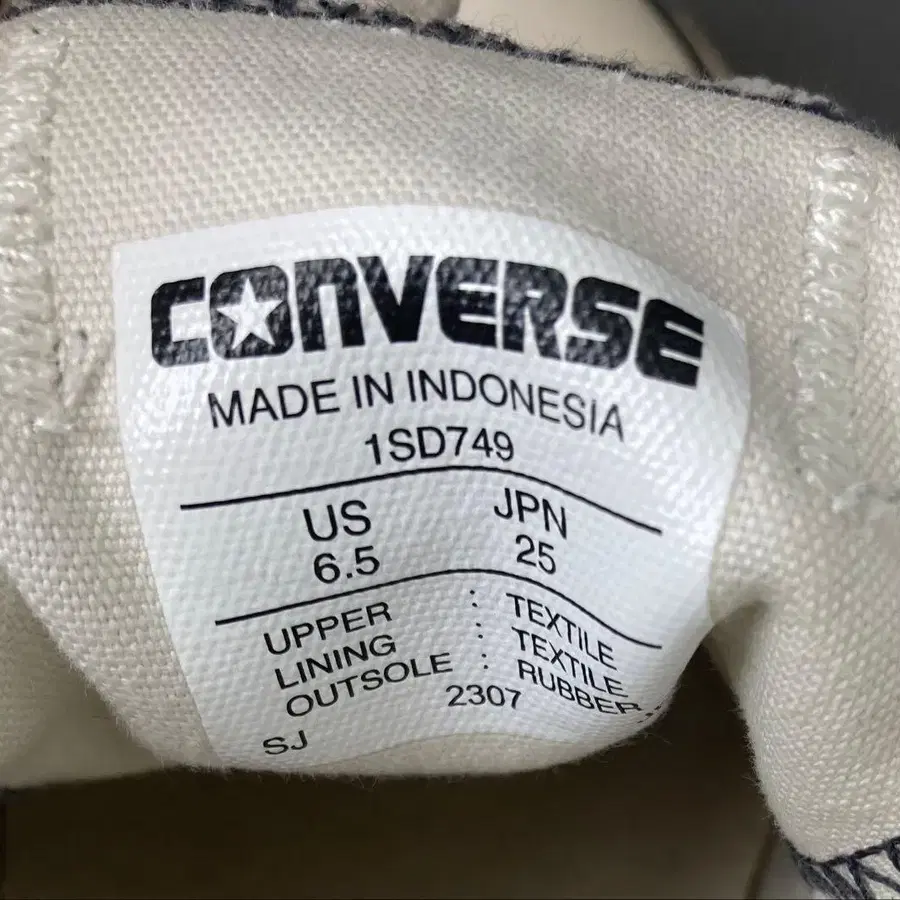 CONVERSE
MADE IN INDONESIA
1SD749
US JPN
6.5 25
UPPER : TEXTILE
LINING : TEXTILE
OUTSOLE : RUBBER
2307
SJ